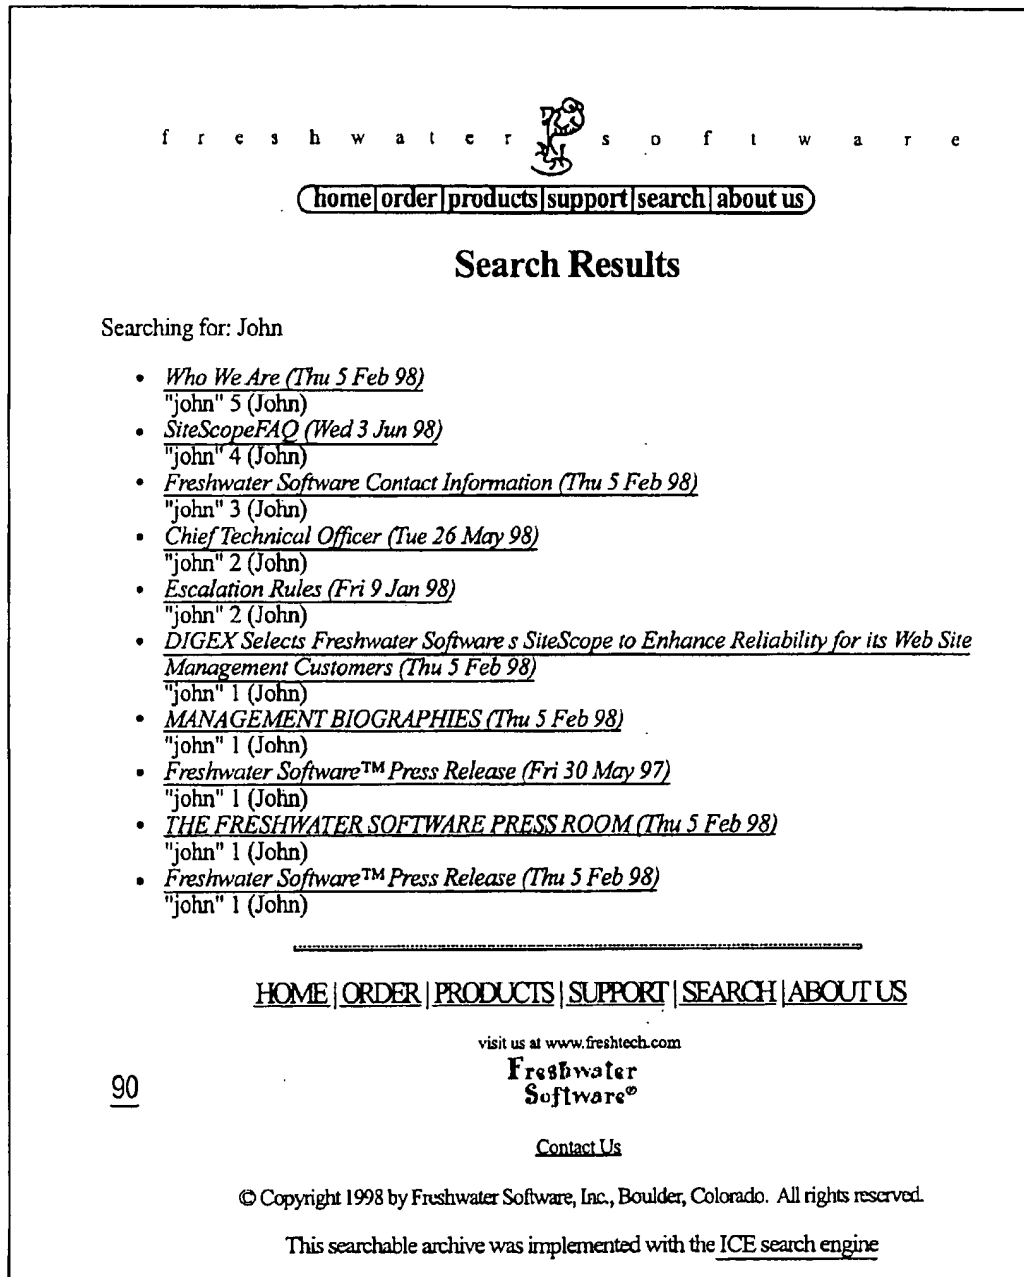 freshwater software
home|order|products|support|search|about us
Search Results
Searching for: John
• Who We Are (Thu 5 Feb 98)
"john" 5 (John)
• SiteScopeFAQ (Wed 3 Jun 98)
"john" 4 (John)
• Freshwater Software Contact Information (Thu 5 Feb 98)
"john" 3 (John)
• Chief Technical Officer (Tue 26 May 98)
"john" 2 (John)
• Escalation Rules (Fri 9 Jan 98)
"john" 2 (John)
• DIGEX Selects Freshwater Software s SiteScope to Enhance Reliability for its Web Site
Management Customers (Thu 5 Feb 98)
"john" 1 (John)
• MANAGEMENT BIOGRAPHIES (Thu 5 Feb 98)
"john" 1 (John)
• Freshwater Software™ Press Release (Fri 30 May 97)
"john" 1 (John)
• THE FRESHWATER SOFTWARE PRESS ROOM (Thu 5 Feb 98)
"john" 1 (John)
• Freshwater Software™ Press Release (Thu 5 Feb 98)
"john" 1 (John)
HOME | ORDER | PRODUCTS | SUPPORT | SEARCH | ABOUT US
visit us at www.freshtech.com
Freshwater
Software®
90
Contact Us
© Copyright 1998 by Freshwater Software, Inc., Boulder, Colorado. All rights reserved.
This searchable archive was implemented with the ICE search engine